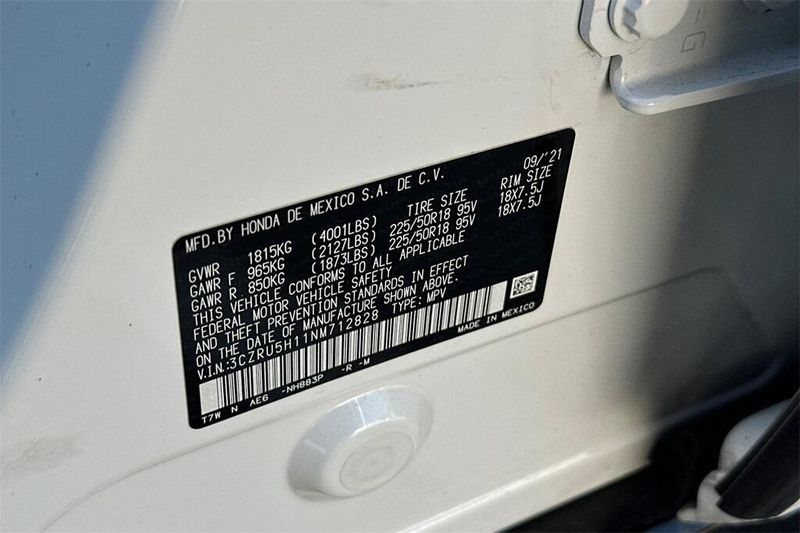 MFD.BY HONDA DE MEXICO S.A. DE C.V. 09/'21
TIRE SIZE RIM SIZE
GVWR 1815KG (4001LBS)
GAWR F 965KG (2127LBS) 225/50R18 95V 18X7.5J
GAWR R 850KG (1873LBS) 225/50R18 95V 18X7.5J
THIS VEHICLE CONFORMS TO ALL APPLICABLE
FEDERAL MOTOR VEHICLE SAFETY
AND THEFT PREVENTION STANDARDS IN EFFECT
ON THE DATE OF MANUFACTURE SHOWN ABOVE.
V.I.N.:3CZRU5H11NM712828 TYPE: MPV
T7W N AE6 -NH883P -R -M MADE IN MEXICO
G